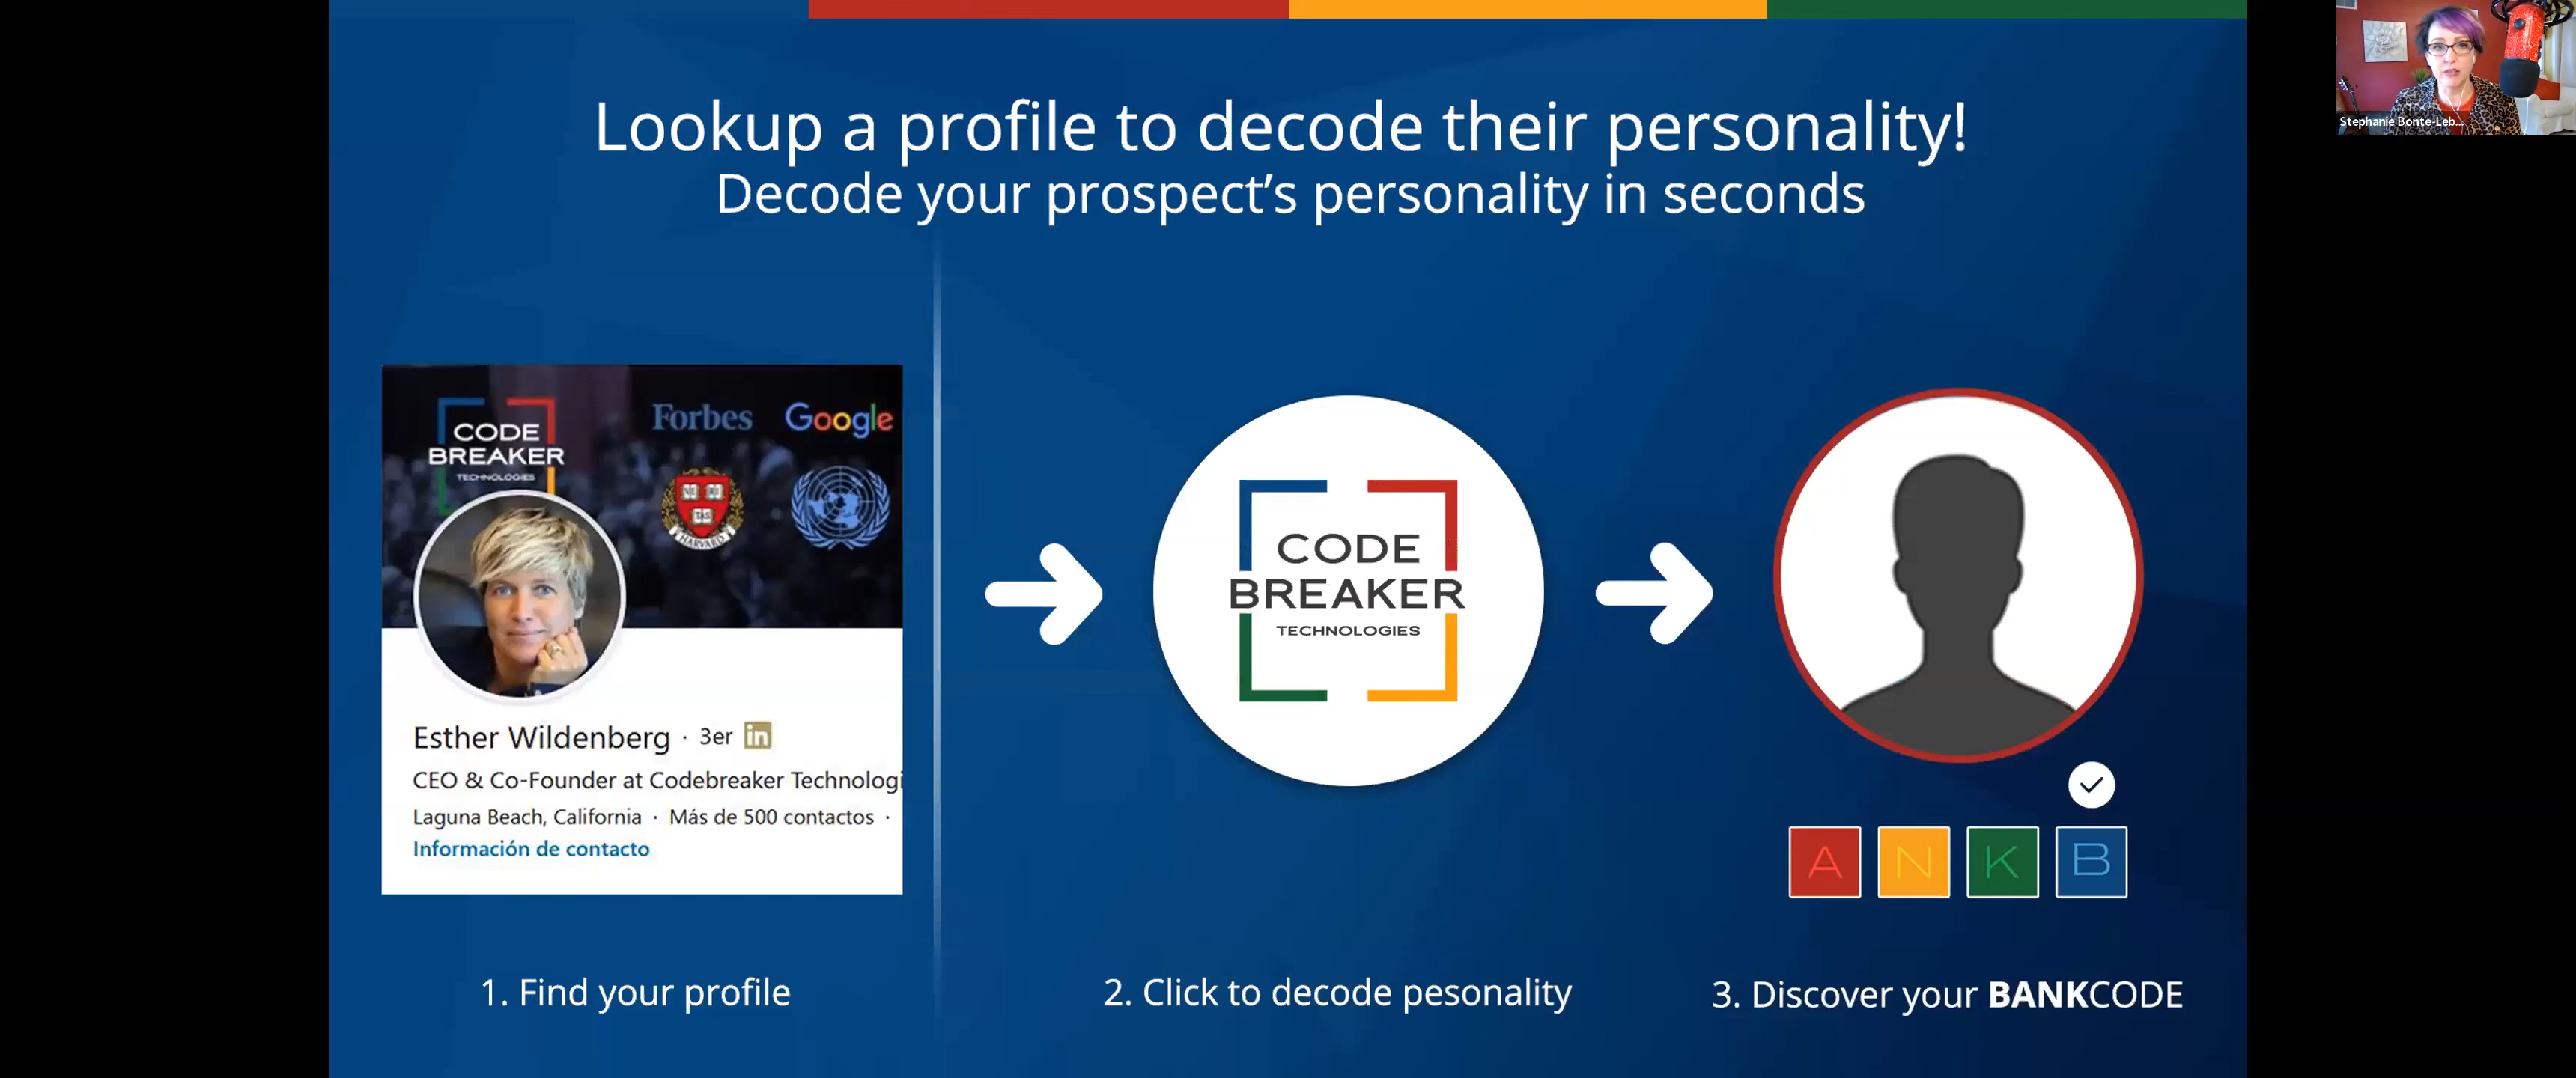 Lookup a profile to decode their personality!
Decode your prospect's personality in seconds
Stephanie Bonte-Leb...
CODE
BREAKER
TECHNOLOGIES
Forbes
Google
HARVARD
Esther Wildenberg · 3er in
CEO & Co-Founder at Codebreaker Technologi
Laguna Beach, California · Más de 500 contactos ·
Información de contacto
CODE
BREAKER
TECHNOLOGIES
A N K B
1. Find your profile
2. Click to decode pesonality
3. Discover your BANKCODE